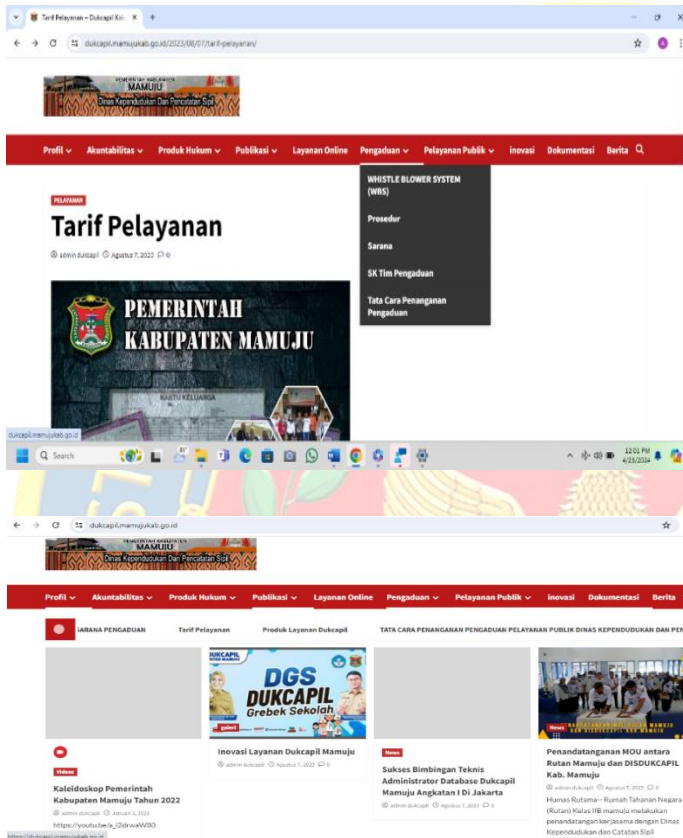 Tarif Pelayanan – Dukcapil Kab
dukcapil.mamujukab.go.id/2023/08/07/tarif-pelayanan/
PEMERINTAH KABUPATEN
MAMUJU
Dinas Kependudukan Dan Pencatatan Sipil
Profil Akuntabilitas Produk Hukum Publikasi Layanan Online Pengaduan Pelayanan Publik inovasi Dokumentasi Berita
WHISTLE BLOWER SYSTEM
(WBS)
Prosedur
Sarana
SK Tim Pengaduan
Tata Cara Penanganan
Pengaduan
PELAYANAN
Tarif Pelayanan
admin dukcapil Agustus 7, 2023 0
PEMERINTAH
KABUPATEN MAMUJU
KARTU KELUARGA
dukcapil.mamujukab.go.id
Search
12:01 PM
4/23/2024
dukcapil.mamujukab.go.id
PEMERINTAH KABUPATEN
MAMUJU
Dinas Kependudukan Dan Pencatatan Sipil
Profil Akuntabilitas Produk Hukum Publikasi Layanan Online Pengaduan Pelayanan Publik inovasi Dokumentasi Berita
SARANA PENGADUAN Tarif Pelayanan Produk Layanan Dukcapil TATA CARA PENANGANAN PENGADUAN PELAYANAN PUBLIK DINAS KEPENDUDUKAN DAN PEN
Videos
Kaleidoskop Pemerintah
Kabupaten Mamuju Tahun
2022
admin dukcapil Januari 1, 2023
DGS
DUKCAPIL
Grebek Sekolah
galeri
Inovasi Layanan Dukcapil Mamuju
admin dukcapil Agustus 7, 2023 0
News
Sukses Bimbingan Teknis
Administrator Database Dukcapil
Mamuju Angkatan I Di Jakarta
admin dukcapil Agustus 7, 2023 0
News
Penandatanganan MOU antara
Rutan Mamuju dan DISDUKCAPIL
Kab. Mamuju
admin dukcapil Agustus 7, 2023 0
Humas Rutama— Rumah Tahanan Negara
(Rutan) Kelas IIB mamuju melakukan
penandatangan kerjasama dengan Dinas
Kependudukan dan Catatan Sipil
https://dukcapil.mamujukab.go.id